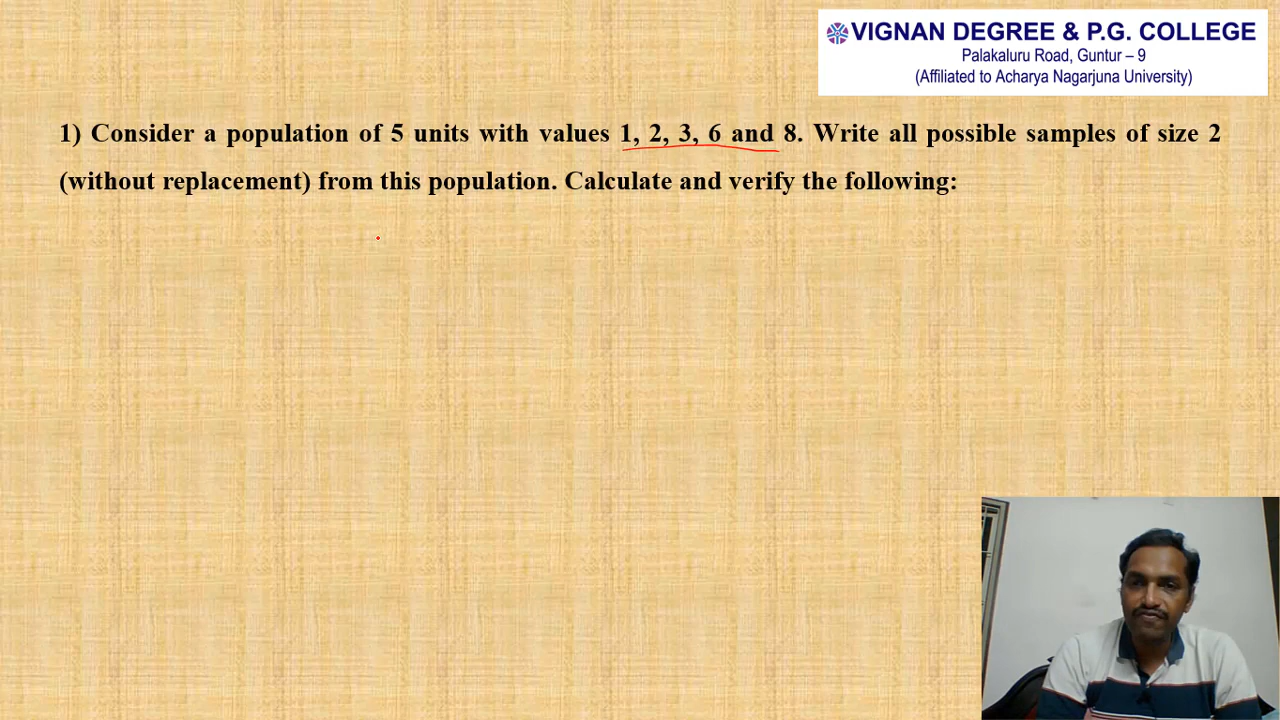 VIGNAN DEGREE & P.G. COLLEGE
Palakaluru Road, Guntur – 9
(Affiliated to Acharya Nagarjuna University)
1) Consider a population of 5 units with values 1, 2, 3, 6 and 8. Write all possible samples of size 2
(without replacement) from this population. Calculate and verify the following: